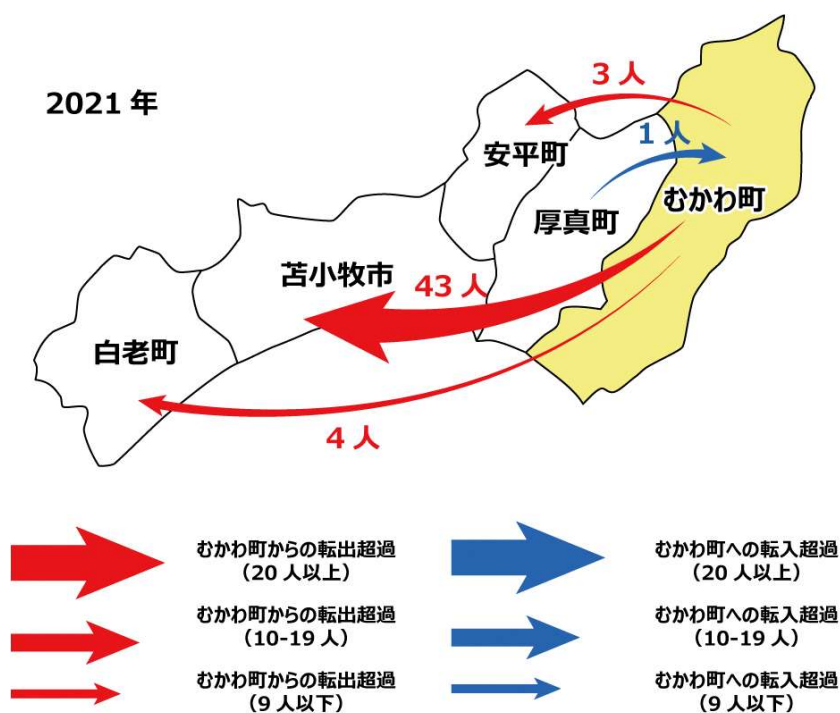 2021 年
3 人
1 人
安平町
むかわ町
厚真町
苫小牧市
43 人
白老町
4 人
むかわ町からの転出超過
（20 人以上）
むかわ町への転入超過
（20 人以上）
むかわ町からの転出超過
（10-19 人）
むかわ町への転入超過
（10-19 人）
むかわ町からの転出超過
（9 人以下）
むかわ町への転入超過
（9 人以下）